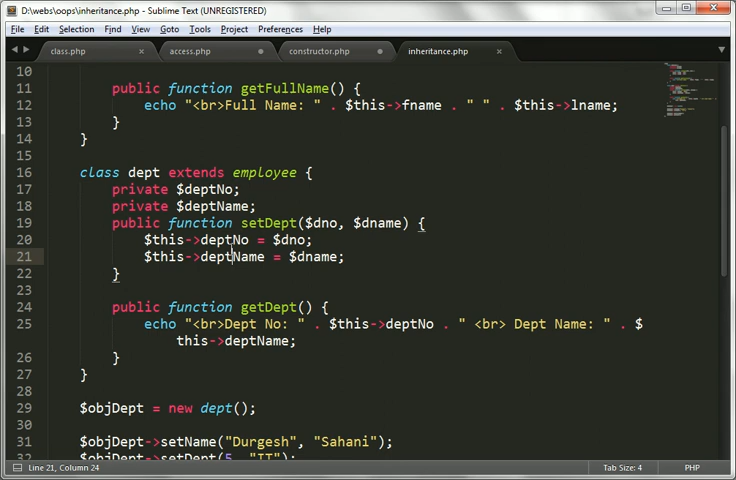 D:\webs\oops\inheritance.php - Sublime Text (UNREGISTERED)
File Edit Selection Find View Goto Tools Project Preferences Help
class.php access.php constructor.php inheritance.php
10
11 public function getFullName() {
12 echo "<br>Full Name: " . $this->fname . " " . $this->lname;
13 }
14 }
15
16 class dept extends employee {
17 private $deptNo;
18 private $deptName;
19 public function setDept($dno, $dname) {
20 $this->deptNo = $dno;
21 $this->deptName = $dname;
22 }
23
24 public function getDept() {
25 echo "<br>Dept No: " . $this->deptNo . " <br> Dept Name: " . $
this->deptName;
26 }
27 }
28
29 $objDept = new dept();
30
31 $objDept->setName("Durgesh", "Sahani");
32 $objDept->setDept(5, "IT");
Line 21, Column 24 Tab Size: 4 PHP